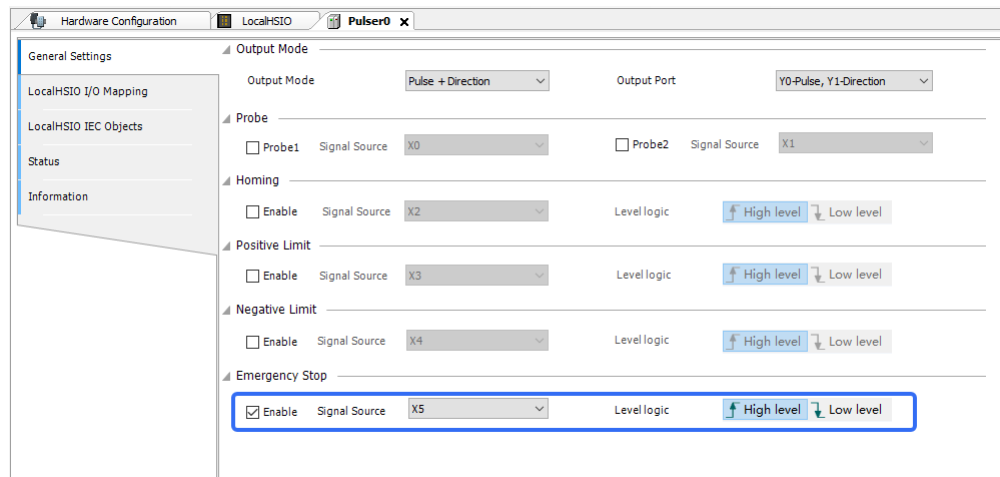 Hardware Configuration LocalHSIO Pulser0
General Settings
LocalHSIO I/O Mapping
LocalHSIO IEC Objects
Status
Information
Output Mode
Output Mode Pulse + Direction Output Port Y0-Pulse, Y1-Direction
Probe
Probe1 Signal Source X0 Probe2 Signal Source X1
Homing
Enable Signal Source X2 Level logic High level Low level
Positive Limit
Enable Signal Source X3 Level logic High level Low level
Negative Limit
Enable Signal Source X4 Level logic High level Low level
Emergency Stop
Enable Signal Source X5 Level logic High level Low level